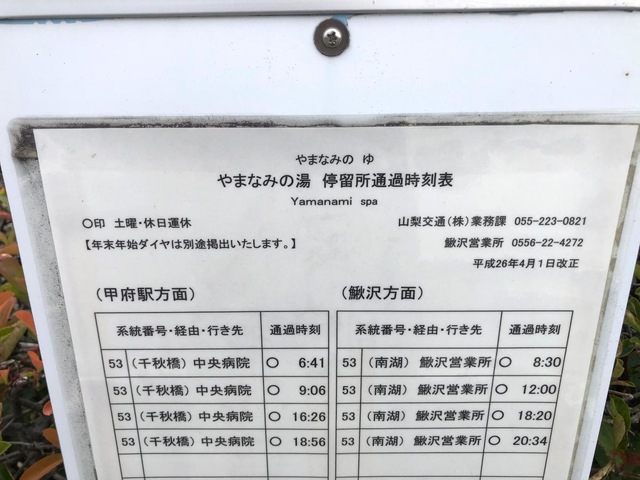 やまなみの ゆ
やまなみの湯 停留所通過時刻表
Yamanami spa
〇印 土曜・休日運休
【年末年始ダイヤは別途掲出いたします。】
山梨交通(株)業務課 055-223-0821
鰍沢営業所 0556-22-4272
平成26年4月1日改正
(甲府駅方面)
系統番号・経由・行き先 通過時刻
53 (千秋橋) 中央病院 〇 6:41
53 (千秋橋) 中央病院 〇 9:06
53 (千秋橋) 中央病院 〇 16:26
53 (千秋橋) 中央病院 〇 18:56
(鰍沢方面)
系統番号・経由・行き先 通過時刻
53 (南湖) 鰍沢営業所 〇 8:30
53 (南湖) 鰍沢営業所 〇 12:00
53 (南湖) 鰍沢営業所 〇 18:20
53 (南湖) 鰍沢営業所 〇 20:34